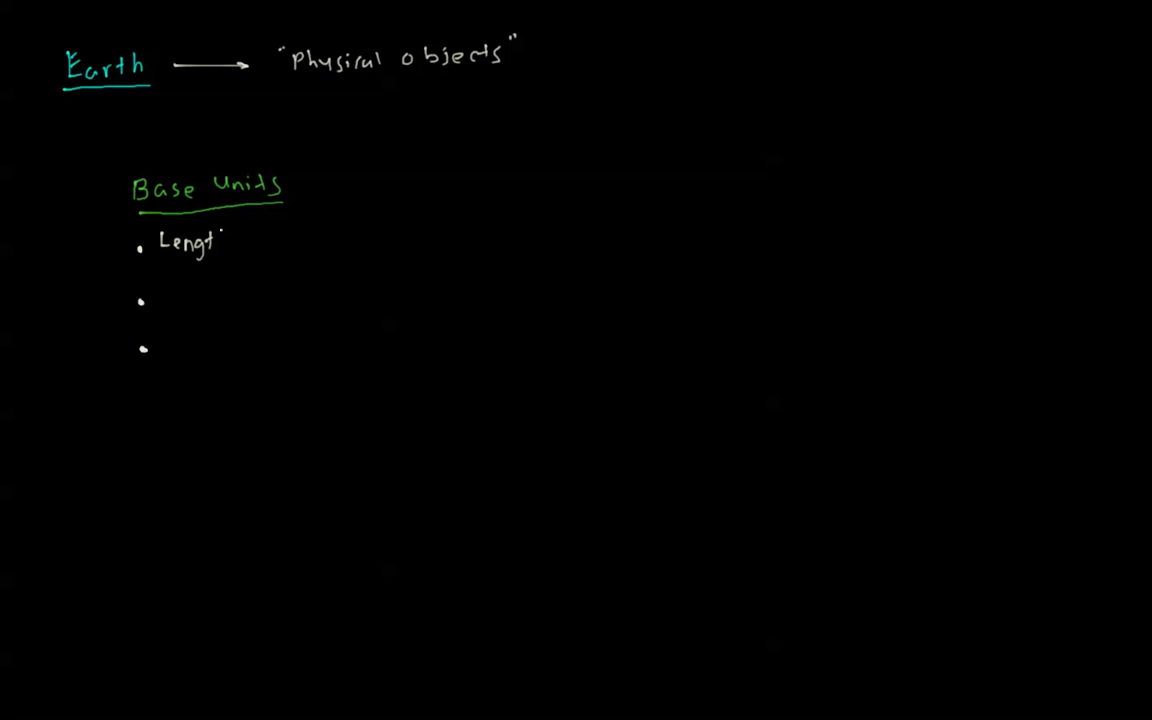 Earth → "Physical objects"
Base Units
• Lengt
•
•